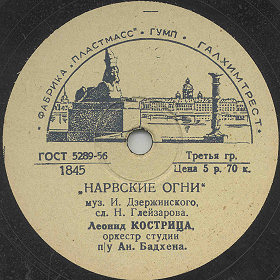 ФАБРИКА „ПЛАСТМАСС" · ГУМП · ГАЛХИМТРЕСТ
ГОСТ 5289-56 Третья гр.
1845 Цена 5 р. 70 к.
„НАРВСКИЕ ОГНИ"
муз. И. Дзержинского,
сл. Н. Глейзарова.
Леонид КОСТРИЦА,
оркестр студии
п/у Ан. Бадхена.